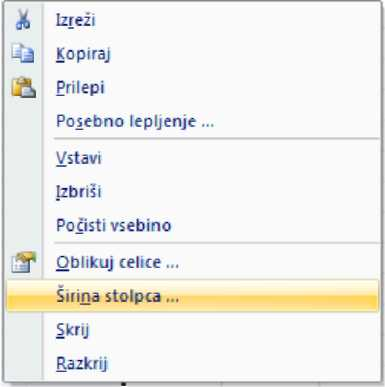 Izreži
Kopiraj
Prilepi
Posebno lepljenje ...
Vstavi
Izbriši
Počisti vsebino
Oblikuj celice ...
Širina stolpca ...
Skrij
Razkrij